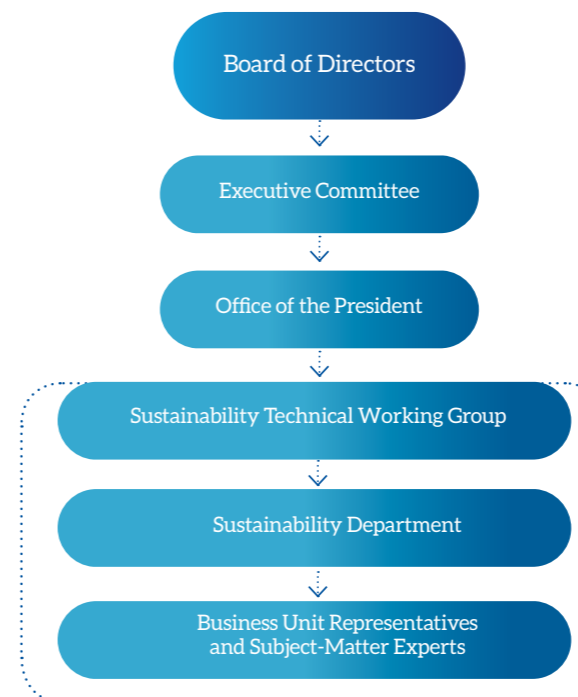 Board of Directors
Executive Committee
Office of the President
Sustainability Technical Working Group
Sustainability Department
Business Unit Representatives
and Subject-Matter Experts